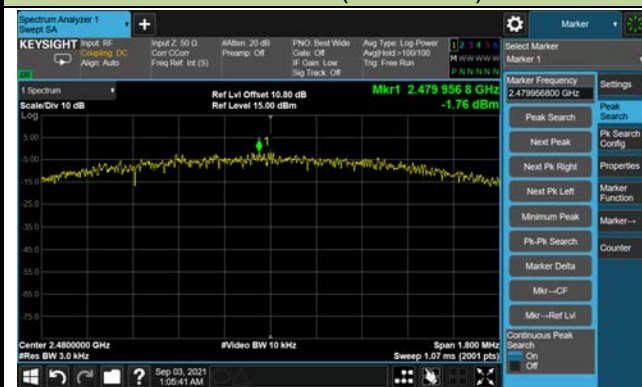 Spectrum Analyzer 1
Swept SA
+
Marker
KEYSIGHT
Input: RF
Coupling: DC
Align: Auto
Input Z: 50 Ω
Corr CCorr
Freq Ref: Int (S)
#Atten: 20 dB
Preamp: Off
PNO: Best Wide
Gate: Off
IF Gain: Low
Sig Track: Off
Avg Type: Log-Power
Avg|Hold:>100/100
Trig: Free Run
1 2 3 4 5 6
M W W W W W
P N N N N N
Select Marker
Marker 1
1 Spectrum
Scale/Div 10 dB
Log
Ref Lvl Offset 10.80 dB
Ref Level 15.00 dBm
Mkr1 2.479 956 8 GHz
-1.76 dBm
1
5.00
-5.00
-15.0
-25.0
-35.0
-45.0
-55.0
-65.0
-75.0
Center 2.4800000 GHz
#Res BW 3.0 kHz
#Video BW 10 kHz
Span 1.800 MHz
Sweep 1.07 ms (2001 pts)
Marker Frequency
2.479956800 GHz
Peak Search
Next Peak
Next Pk Right
Next Pk Left
Minimum Peak
Pk-Pk Search
Marker Delta
Mkr→CF
Mkr→Ref Lvl
Continuous Peak
Search
On
Off
Settings
Peak
Search
Pk Search
Config
Properties
Marker
Function
Marker→
Counter
?
Sep 03, 2021
1:05:41 AM